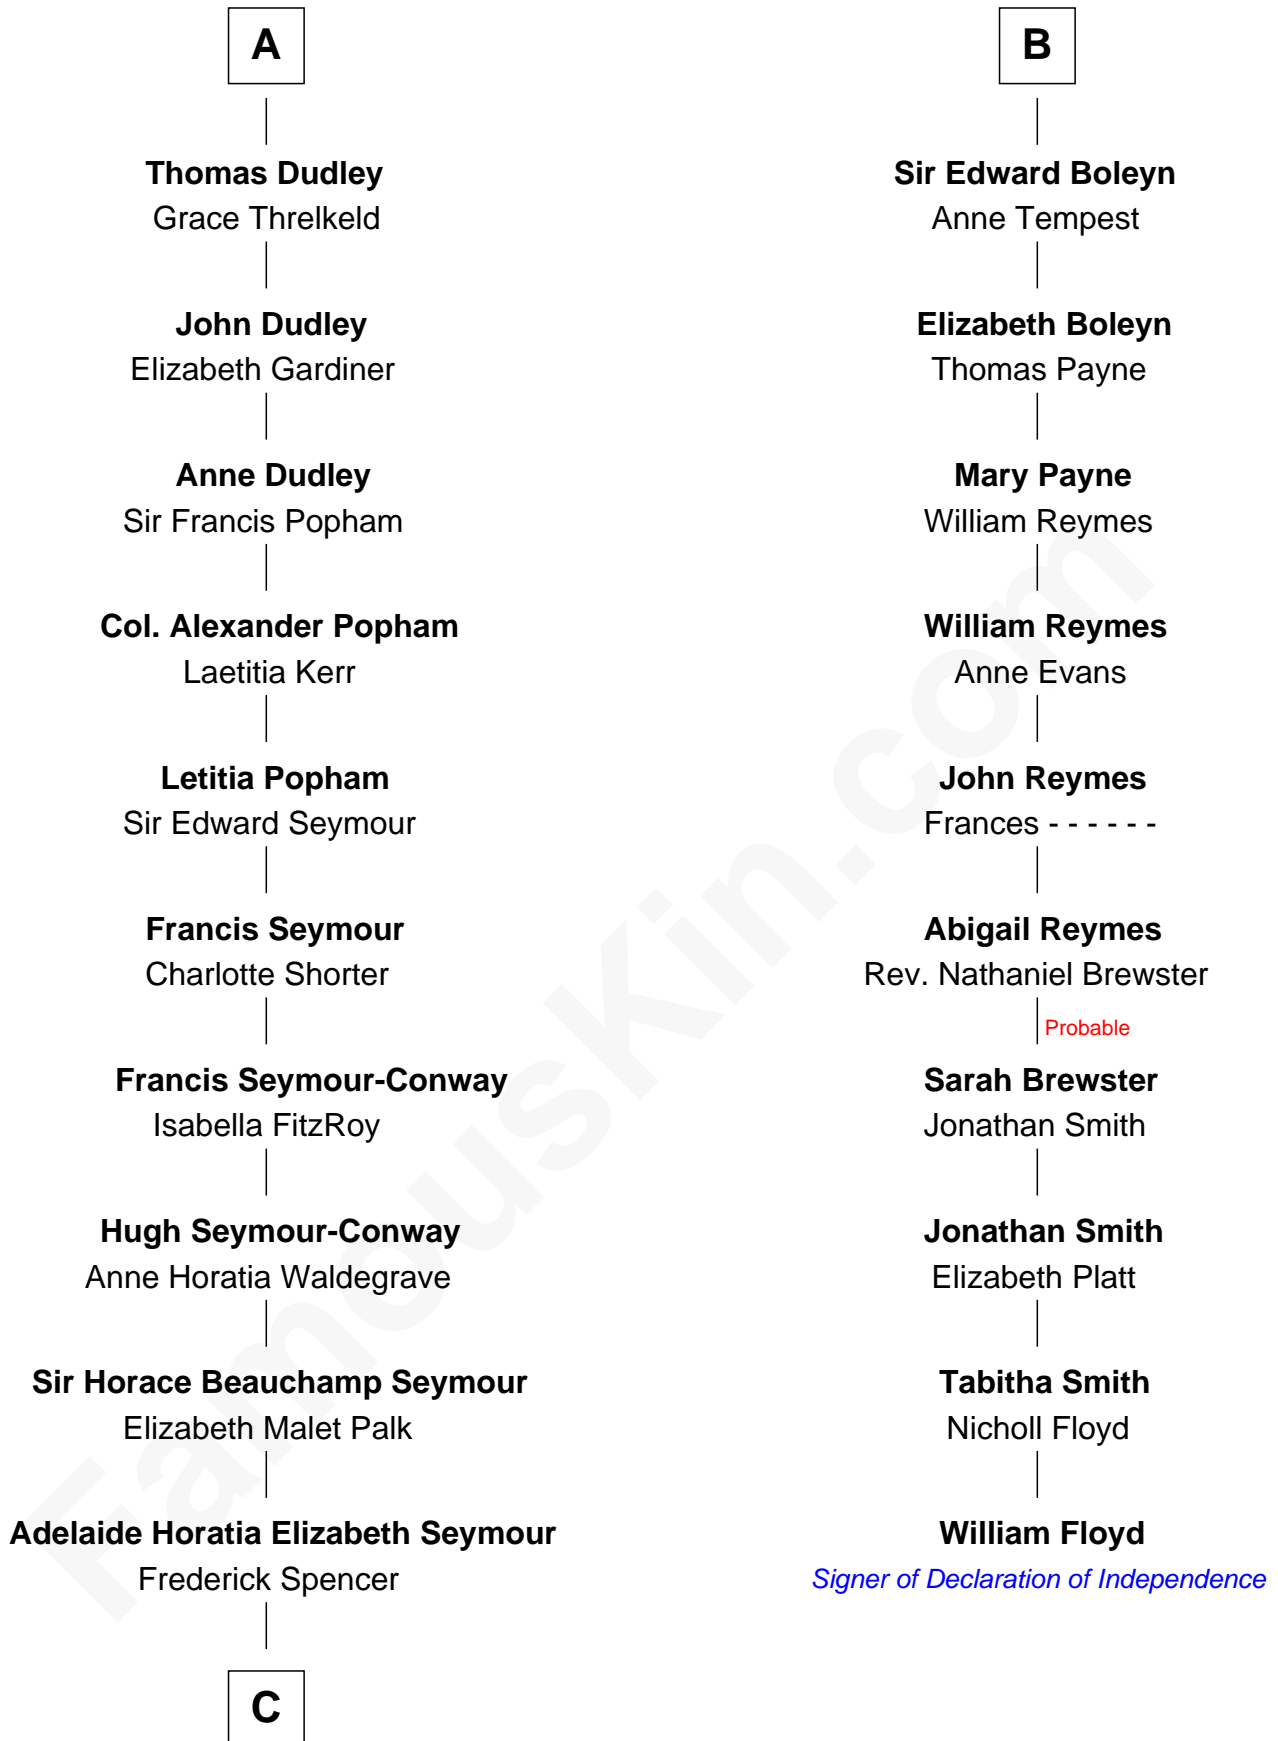 A
Thomas Dudley
Grace Threlkeld
John Dudley
Elizabeth Gardiner
Anne Dudley
Sir Francis Popham
Col. Alexander Popham
Laetitia Kerr
Letitia Popham
Sir Edward Seymour
Francis Seymour
Charlotte Shorter
Francis Seymour-Conway
Isabella FitzRoy
Hugh Seymour-Conway
Anne Horatia Waldegrave
Sir Horace Beauchamp Seymour
Elizabeth Malet Palk
Adelaide Horatia Elizabeth Seymour
Frederick Spencer
C
B
Sir Edward Boleyn
Anne Tempest
Elizabeth Boleyn
Thomas Payne
Mary Payne
William Reymes
William Reymes
Anne Evans
John Reymes
Frances - - - - - -
Abigail Reymes
Rev. Nathaniel Brewster
Probable
Sarah Brewster
Jonathan Smith
Jonathan Smith
Elizabeth Platt
Tabitha Smith
Nicholl Floyd
William Floyd
Signer of Declaration of Independence
FamousKin.com